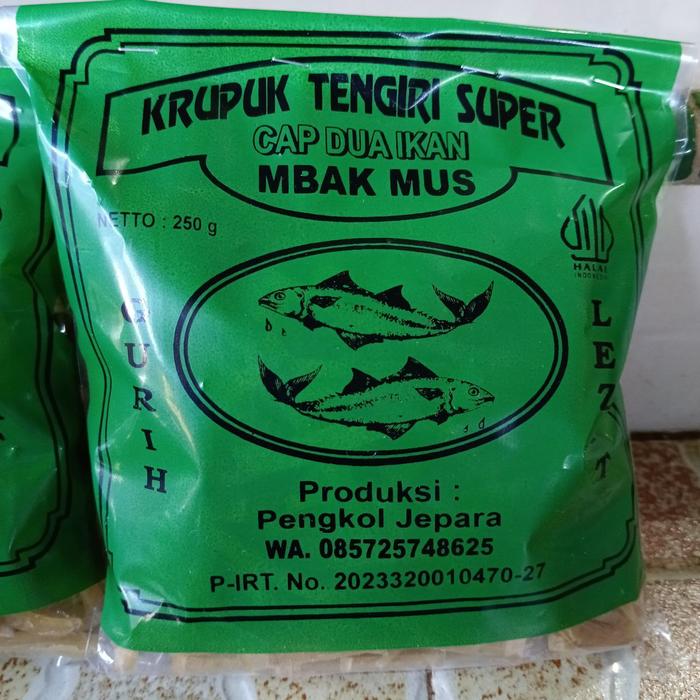 KRUPUK TENGIRI SUPER
CAP DUA IKAN
MBAK MUS
NETTO : 250 g
HALAL
INDONESIA
GURIH
LEZAT
Produksi :
Pengkol Jepara
WA. 085725748625
P-IRT. No. 2023320010470-27